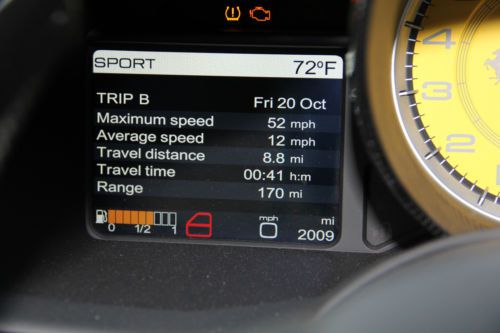 SPORT 72°F
TRIP B Fri 20 Oct
Maximum speed 52 mph
Average speed 12 mph
Travel distance 8.8 mi
Travel time 00:41 h:m
Range 170 mi
0 1/2 1 mph mi
2009
4
3
2